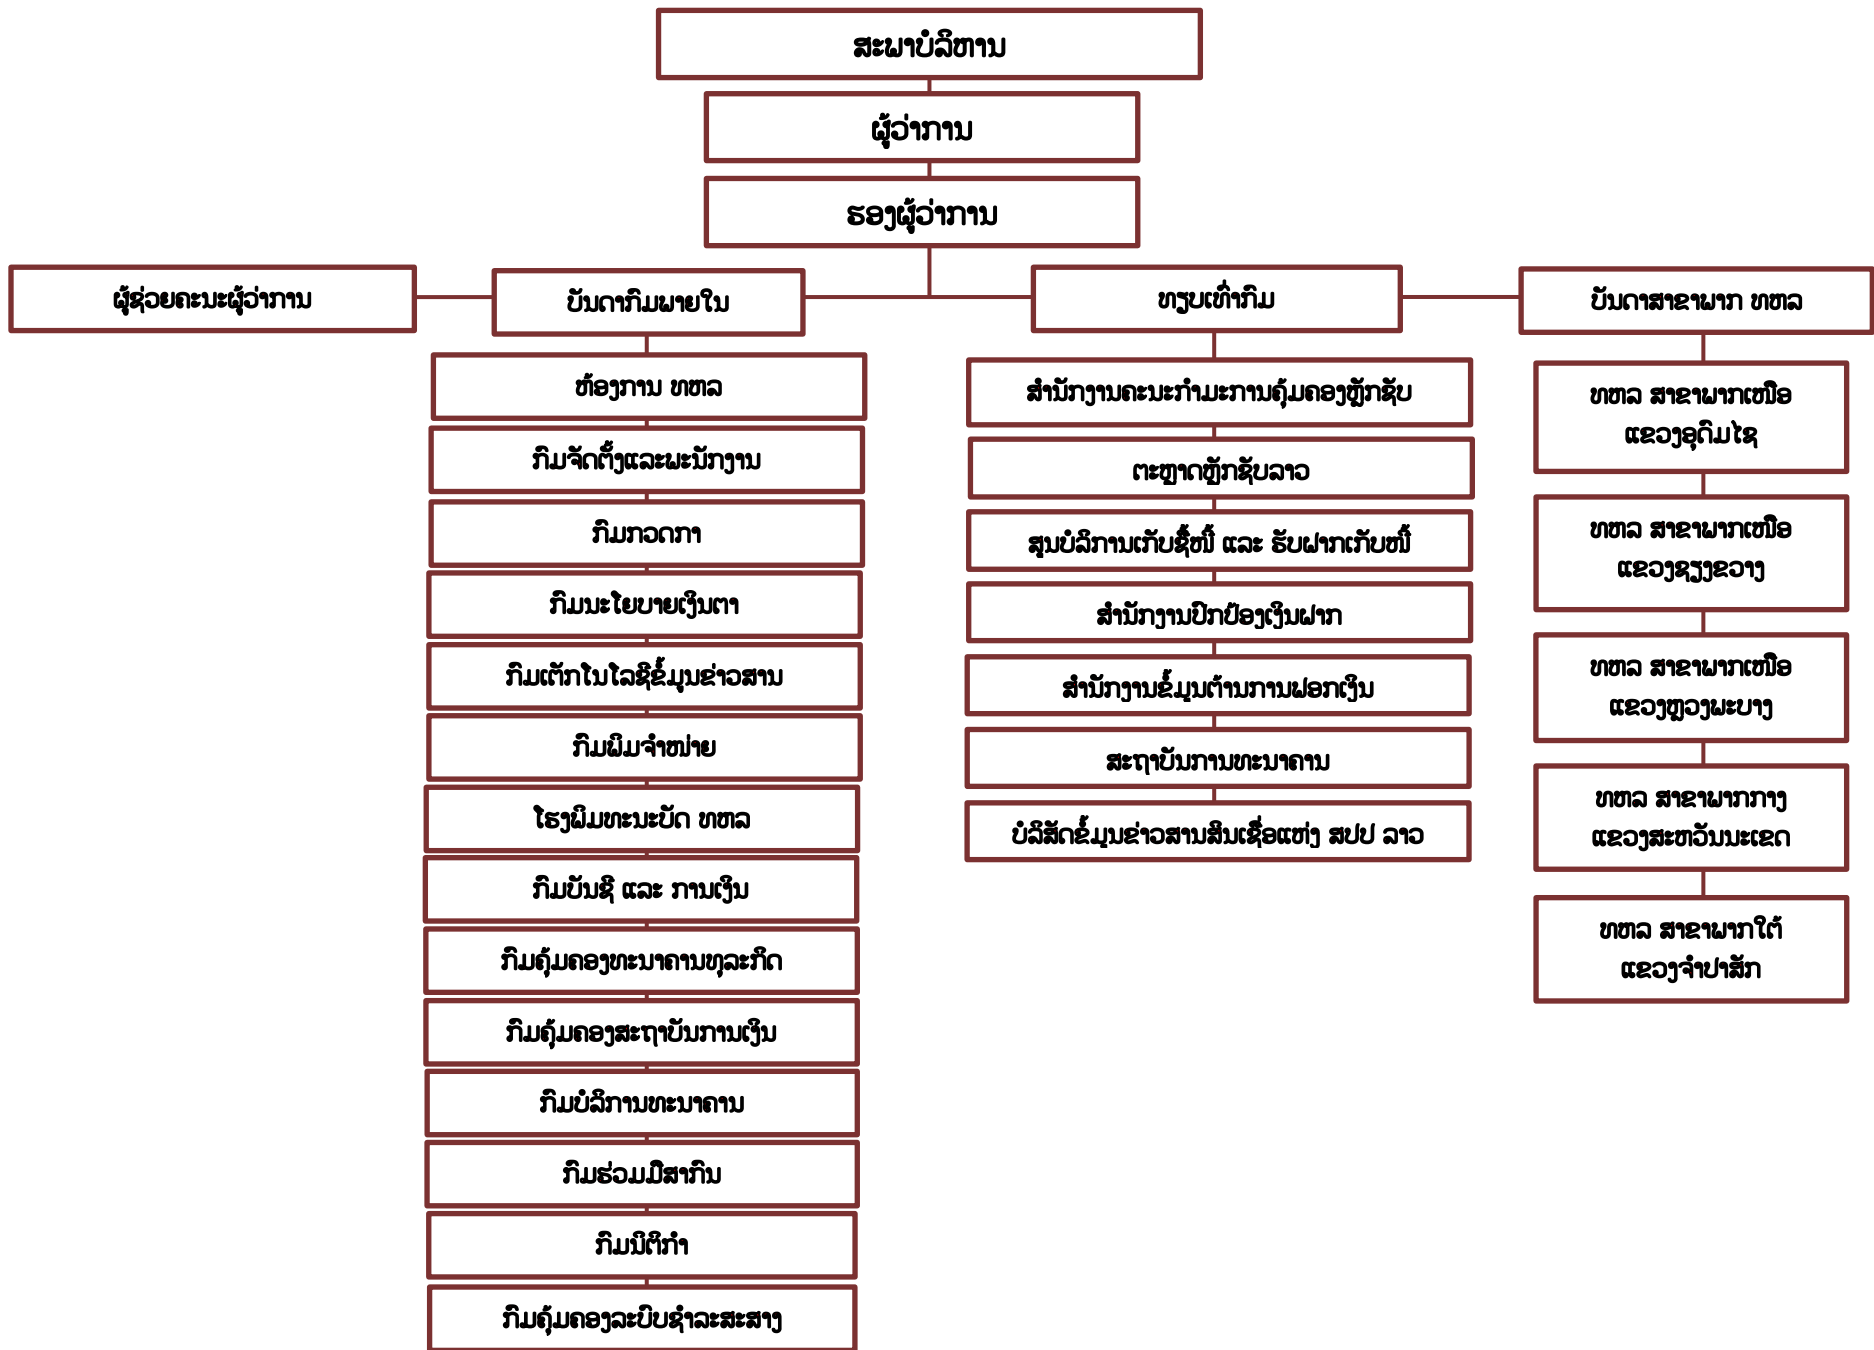 ສະພາບໍລິຫານ
ຜູ້ວ່າການ
ຮອງຜູ້ວ່າການ
ຜູ້ຊ່ວຍຄະນະຜູ້ວ່າການ
ບັນດາກົມພາຍໃນ
ຫ້ອງການ ທຫລ
ກົມຈັດຕັ້ງແລະພະນັກງານ
ກົມກວດກາ
ກົມນະໂຍບາຍເງິນຕາ
ກົມເຕັກໂນໂລຊີຂໍ້ມູນຂ່າວສານ
ກົມພິມຈຳໜ່າຍ
ໂຮງພິມທະນະບັດ ທຫລ
ກົມບັນຊີ ແລະ ການເງິນ
ກົມຄຸ້ມຄອງທະນາຄານທຸລະກິດ
ກົມຄຸ້ມຄອງສະຖາບັນການເງິນ
ກົມບໍລິການທະນາຄານ
ກົມຮ່ວມມືສາກົນ
ກົມນິຕິກຳ
ກົມຄຸ້ມຄອງລະບົບຊຳລະສະສາງ
ທຽບເທົ່າກົມ
ສຳນັກງານຄະນະກຳມະການຄຸ້ມຄອງຫຼັກຊັບ
ຕະຫຼາດຫຼັກຊັບລາວ
ສູນບໍລິການເກັບຊື້ໜີ້ ແລະ ຮັບຝາກເກັບໜີ້
ສຳນັກງານປົກປ້ອງເງິນຝາກ
ສຳນັກງານຂໍ້ມູນຕ້ານການຟອກເງິນ
ສະຖາບັນການທະນາຄານ
ບໍລິສັດຂໍ້ມູນຂ່າວສານສິນເຊື່ອແຫ່ງ ສປປ ລາວ
ບັນດາສາຂາພາກ ທຫລ
ທຫລ ສາຂາພາກເໜືອ
ແຂວງອຸດົມໄຊ
ທຫລ ສາຂາພາກເໜືອ
ແຂວງຊຽງຂວາງ
ທຫລ ສາຂາພາກເໜືອ
ແຂວງຫຼວງພະບາງ
ທຫລ ສາຂາພາກກາງ
ແຂວງສະຫວັນນະເຂດ
ທຫລ ສາຂາພາກໃຕ້
ແຂວງຈຳປາສັກ